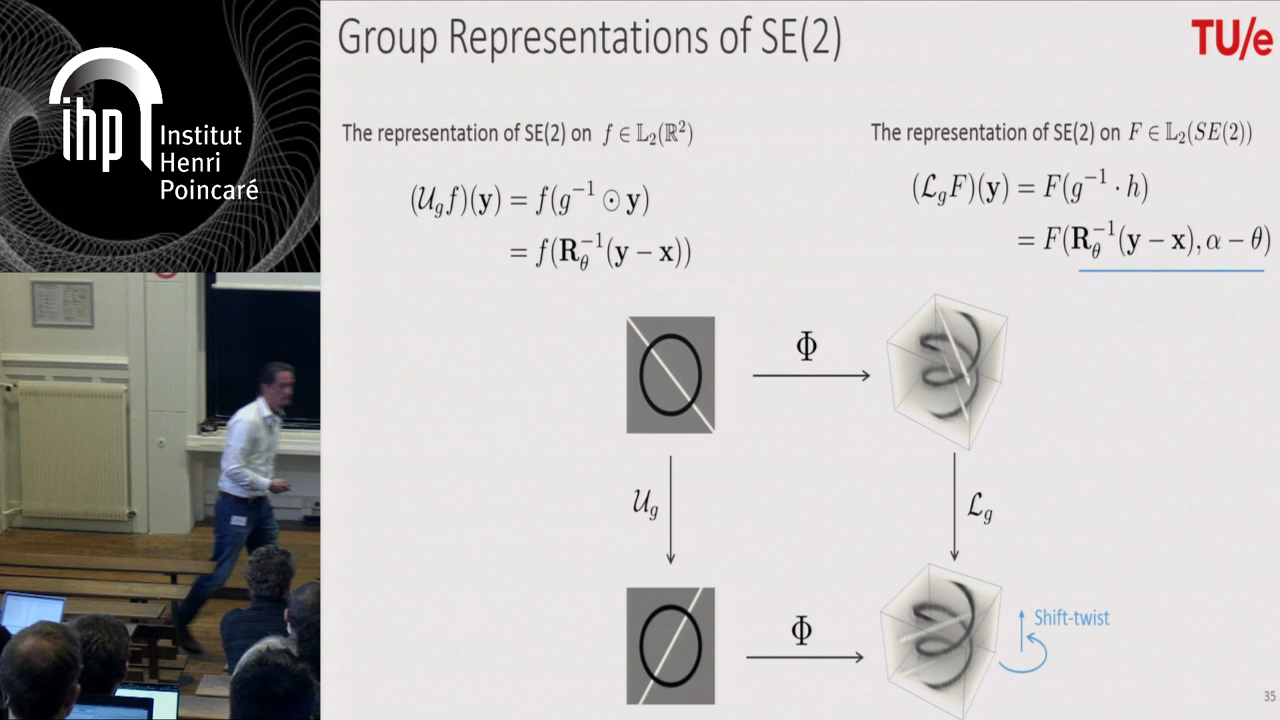 ihp
Institut
Henri
Poincaré
Group Representations of SE(2)
TU/e
The representation of SE(2) on f ∈ 𝕃₂(ℝ²)
(𝒰_g f)(𝐲) = f(g⁻¹ ⊙ 𝐲)
= f(𝐑_θ⁻¹(𝐲 − 𝐱))
The representation of SE(2) on F ∈ 𝕃₂(SE(2))
(ℒ_g F)(𝐲) = F(g⁻¹ · h)
= F(𝐑_θ⁻¹(𝐲 − 𝐱), α − θ)
Φ
𝒰_g
ℒ_g
Φ
Shift-twist
35